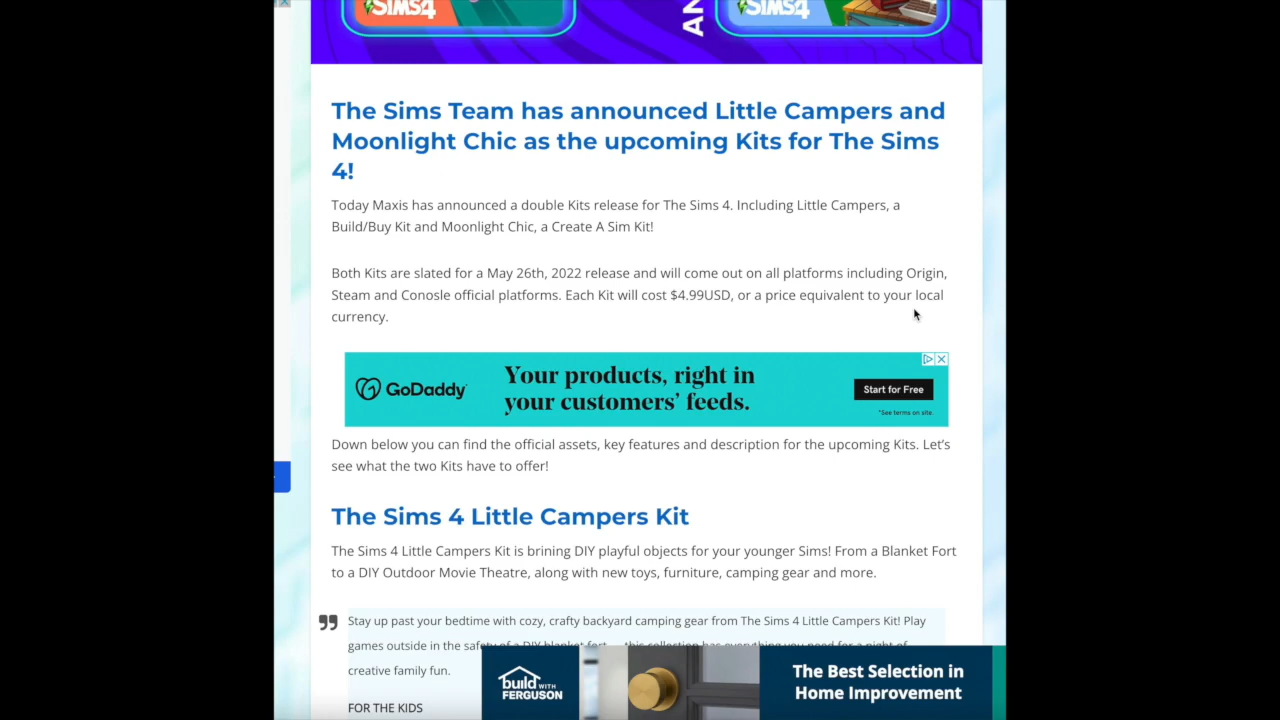 SIMS4
AN
SIMS4
The Sims Team has announced Little Campers and
Moonlight Chic as the upcoming Kits for The Sims
4!
Today Maxis has announced a double Kits release for The Sims 4. Including Little Campers, a
Build/Buy Kit and Moonlight Chic, a Create A Sim Kit!
Both Kits are slated for a May 26th, 2022 release and will come out on all platforms including Origin,
Steam and Conosle official platforms. Each Kit will cost $4.99USD, or a price equivalent to your local
currency.
GoDaddy
Your products, right in
your customers' feeds.
Start for Free
*See terms on site.
Down below you can find the official assets, key features and description for the upcoming Kits. Let's
see what the two Kits have to offer!
The Sims 4 Little Campers Kit
The Sims 4 Little Campers Kit is brining DIY playful objects for your younger Sims! From a Blanket Fort
to a DIY Outdoor Movie Theatre, along with new toys, furniture, camping gear and more.
Stay up past your bedtime with cozy, crafty backyard camping gear from The Sims 4 Little Campers Kit! Play
games outside in the safety of a DIY blanket fort — this collection has everything you need for a night of
creative family fun.
FOR THE KIDS
build WITH
FERGUSON
The Best Selection in
Home Improvement